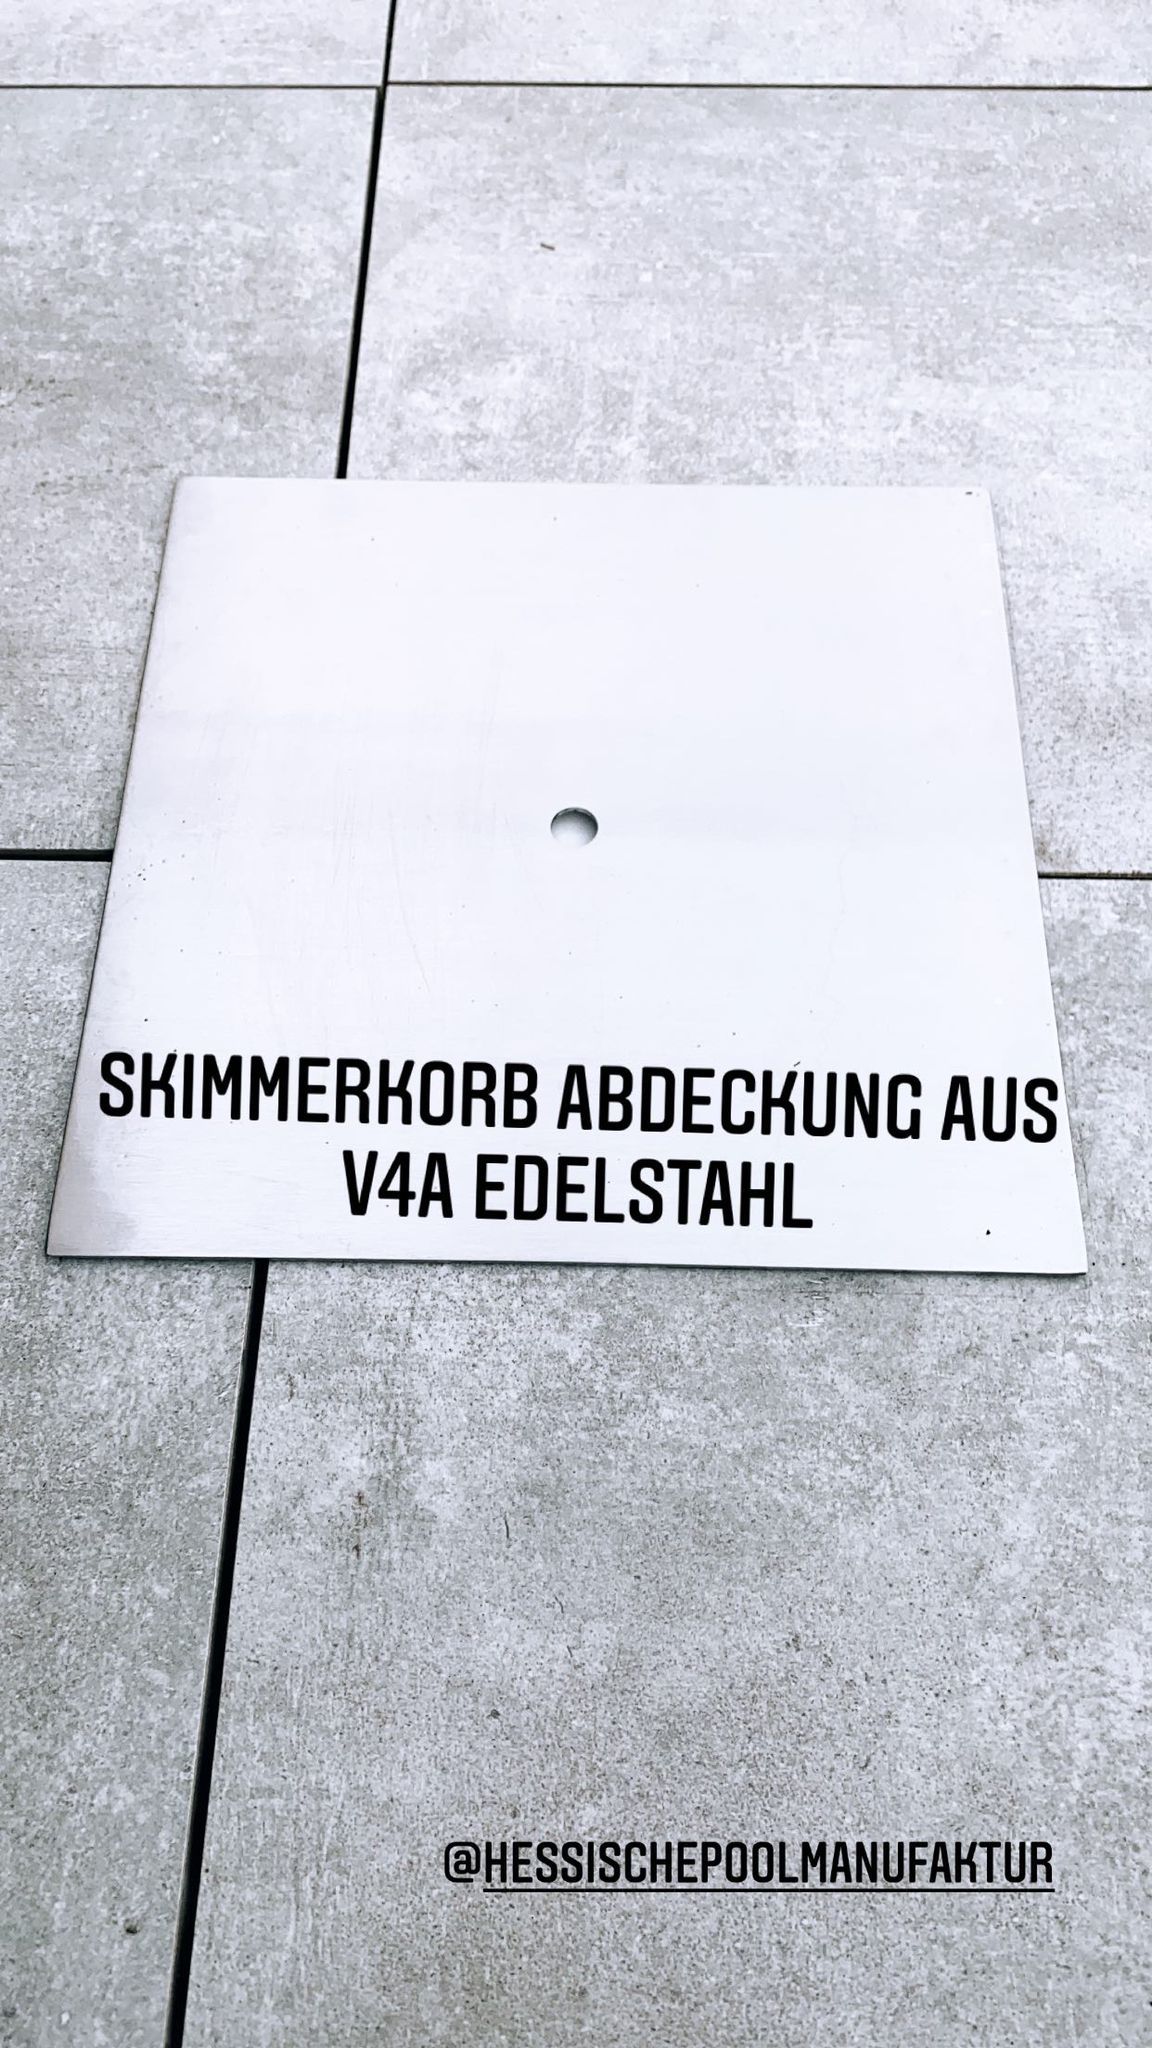 SKIMMERKORB ABDECKUNG AUS
V4A EDELSTAHL
@HESSISCHEPOOLMANUFAKTUR